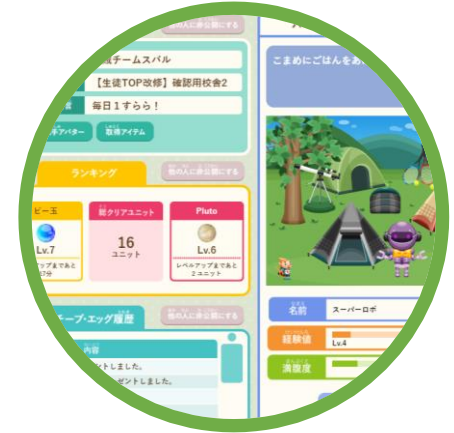 他の人に非公開にする
チームスパル
【生徒TOP改修】確認用校舎2
毎日1すらら！
アバター
取得アイテム
ランキング
他の人に非公開にする
ビー玉
Lv.7
総クリアユニット
16
ユニット
Pluto
Lv.6
レベルアップまであと
2ユニット
チーブ・エッグ履歴
他の人に非公開にする
内容
ントしました。
ゼントしました。
こまめにごはんをあ
名前
スーパーロボ
経験値
Lv.4
満腹度